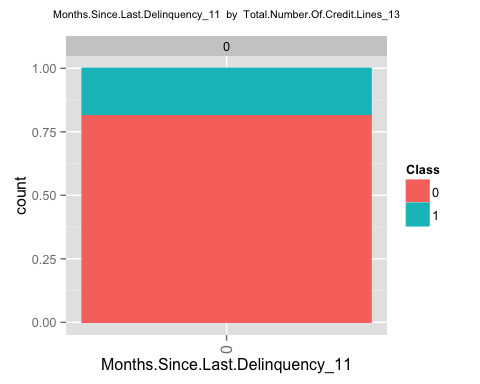 Months.Since.Last.Delinquency_11 by Total.Number.Of.Credit.Lines_13
0
1.00
0.75
0.50
0.25
0.00
count
0
Months.Since.Last.Delinquency_11
Class
0
1